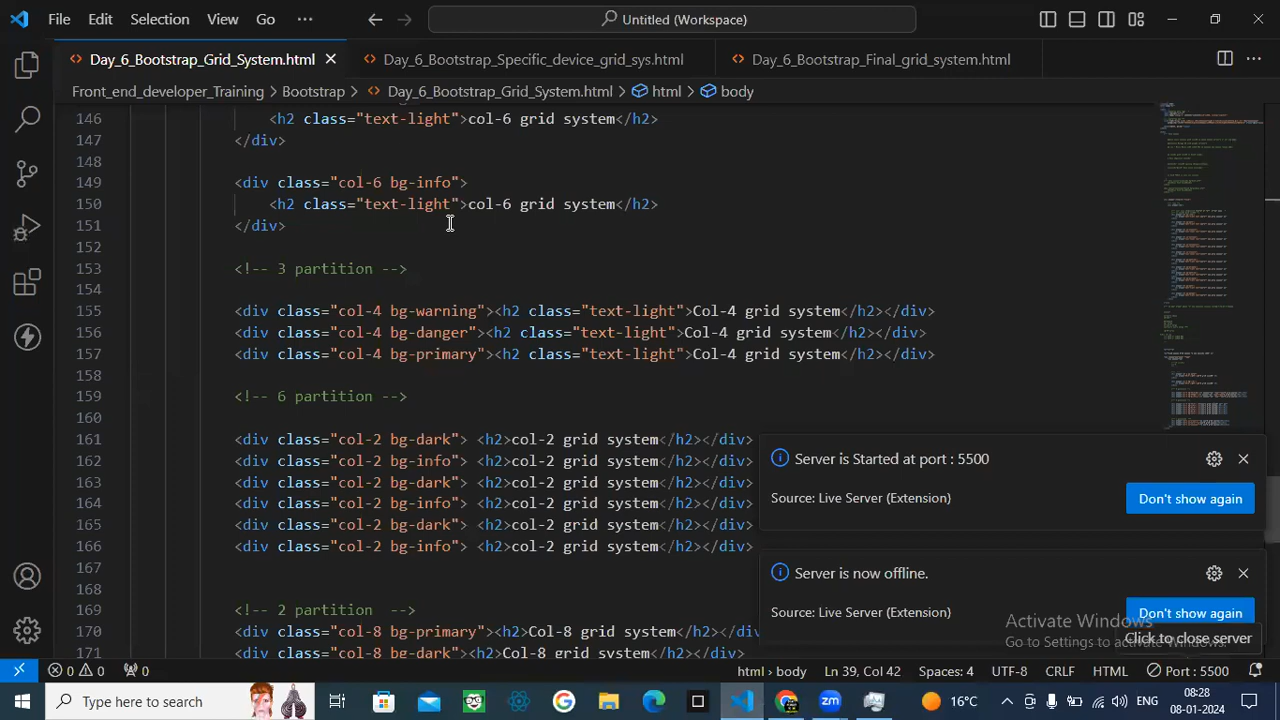 File Edit Selection View Go ··· Untitled (Workspace)
Day_6_Bootstrap_Grid_System.html Day_6_Bootstrap_Specific_device_grid_sys.html Day_6_Bootstrap_Final_grid_system.html ···
Front_end_developer_Training > Bootstrap > Day_6_Bootstrap_Grid_System.html > html > body
146 <h2 class="text-light">Col-6 grid system</h2>
147 </div>
148
149 <div class="col-6 bg-info">
150 <h2 class="text-light">col-6 grid system</h2>
151 </div>
152
153 <!-- 3 partition -->
154
155 <div class="col-4 bg-warning"><h2 class="text-light">Col-4 grid system</h2></div>
156 <div class="col-4 bg-danger"><h2 class="text-light">Col-4 grid system</h2></div>
157 <div class="col-4 bg-primary"><h2 class="text-light">Col-4 grid system</h2></div>
158
159 <!-- 6 partition -->
160
161 <div class="col-2 bg-dark"> <h2>col-2 grid system</h2></div>
162 <div class="col-2 bg-info"> <h2>col-2 grid system</h2></div>
163 <div class="col-2 bg-dark"> <h2>col-2 grid system</h2></div>
164 <div class="col-2 bg-info"> <h2>col-2 grid system</h2></div>
165 <div class="col-2 bg-dark"> <h2>col-2 grid system</h2></div>
166 <div class="col-2 bg-info"> <h2>col-2 grid system</h2></div>
167
168
169 <!-- 2 partition -->
170 <div class="col-8 bg-primary"><h2>Col-8 grid system</h2></div>
171 <div class="col-8 bg-dark"><h2>Col-8 grid system</h2></div>
Server is Started at port : 5500
Source: Live Server (Extension) Don't show again
Server is now offline.
Source: Live Server (Extension) Don't show again
Activate Windows
Go to Settings to activate Windows.
Click to close server
0 0 0 html > body Ln 39, Col 42 Spaces: 4 UTF-8 CRLF HTML Port : 5500
Type here to search 16°C ENG 08:28
08-01-2024